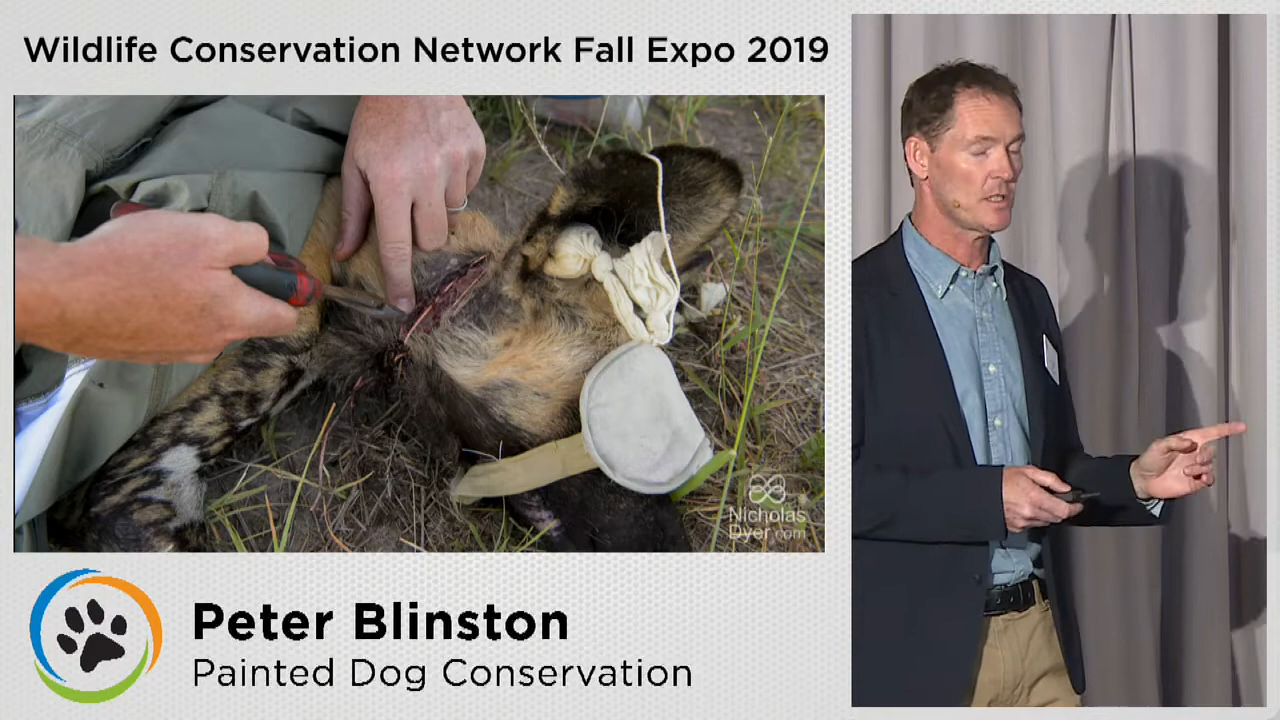 Wildlife Conservation Network Fall Expo 2019
Nicholas
Dyer.com
Peter Blinston
Painted Dog Conservation